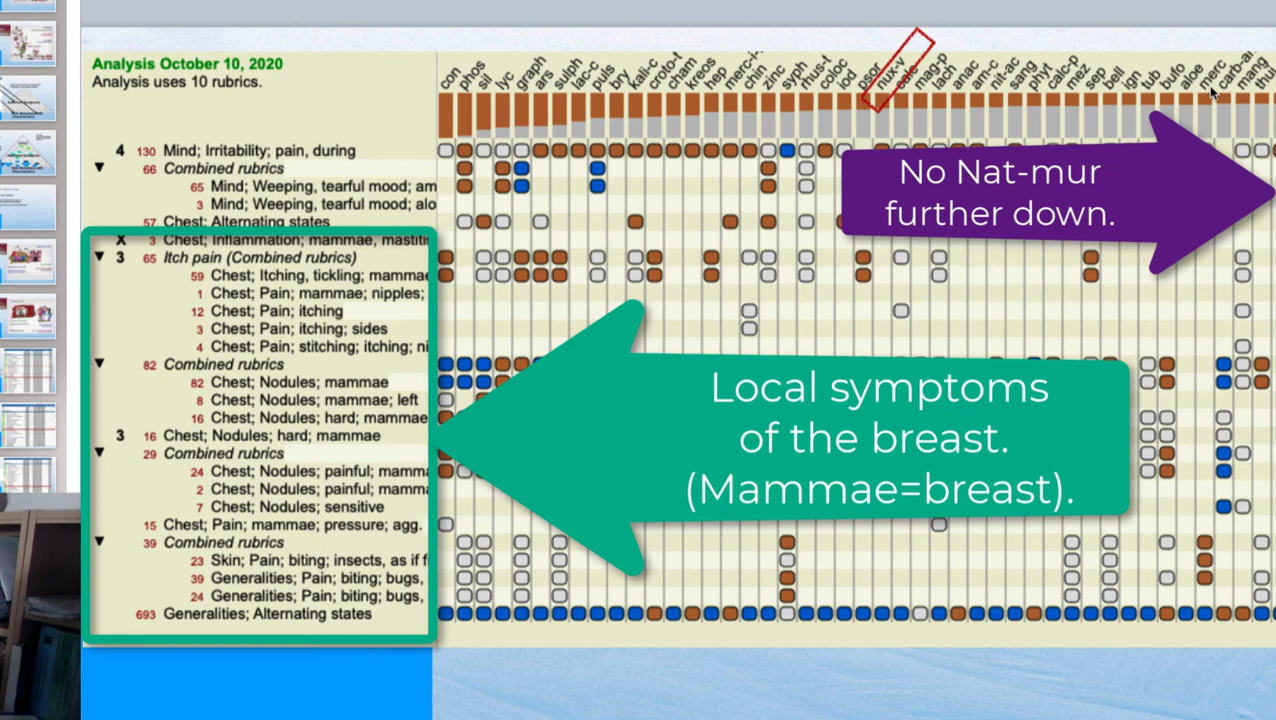 Analysis October 10, 2020
Analysis uses 10 rubrics.
con phos sil lyc graph ars sulph lac-c puls bry kali-c croto-t cham kreos hep merc-i- chin zinc syph rhus-t coloc iod psor nux-v calc mag-p lach anac am-c nit-ac sang phyt calc-p mez sep bell ign tub bufo aloe merc carb-an mang thu
4 130 Mind; Irritability; pain, during
▼ 66 Combined rubrics
65 Mind; Weeping, tearful mood; am
3 Mind; Weeping, tearful mood; alo
57 Chest; Alternating states
X 3 Chest; Inflammation; mammae, mastitis
▼ 3 65 Itch pain (Combined rubrics)
59 Chest; Itching, tickling; mammae
1 Chest; Pain; mammae; nipples;
12 Chest; Pain; itching
3 Chest; Pain; itching; sides
4 Chest; Pain; stitching; itching; ni
▼ 82 Combined rubrics
82 Chest; Nodules; mammae
8 Chest; Nodules; mammae; left
16 Chest; Nodules; hard; mammae
3 16 Chest; Nodules; hard; mammae
▼ 29 Combined rubrics
24 Chest; Nodules; painful; mamma
2 Chest; Nodules; painful; mamma
7 Chest; Nodules; sensitive
15 Chest; Pain; mammae; pressure; agg.
▼ 39 Combined rubrics
23 Skin; Pain; biting; insects, as if f
39 Generalities; Pain; biting; bugs,
24 Generalities; Pain; biting; bugs,
693 Generalities; Alternating states
No Nat-mur
further down.
Local symptoms
of the breast.
(Mammae=breast).